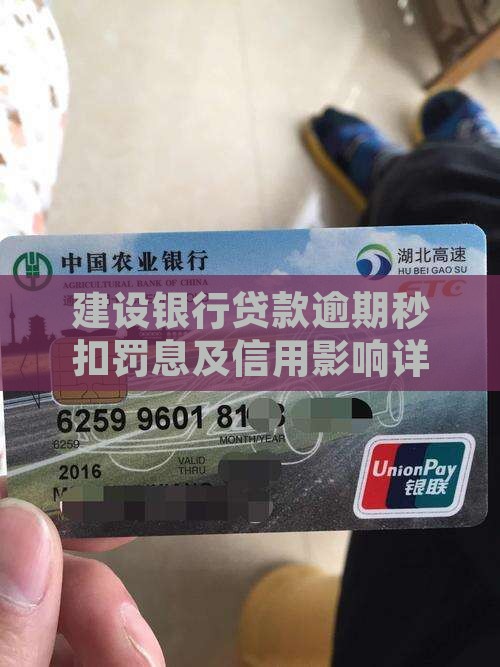 中国农业银行
AGRICULTURAL BANK OF CHINA
湖北高速
HU BEI GAO SU
ETC
建设银行贷款逾期秒
扣罚息及信用影响详
6259 9601 81
6259
MONTH/YEAR
2016
VALID
THRU
UnionPay
银联